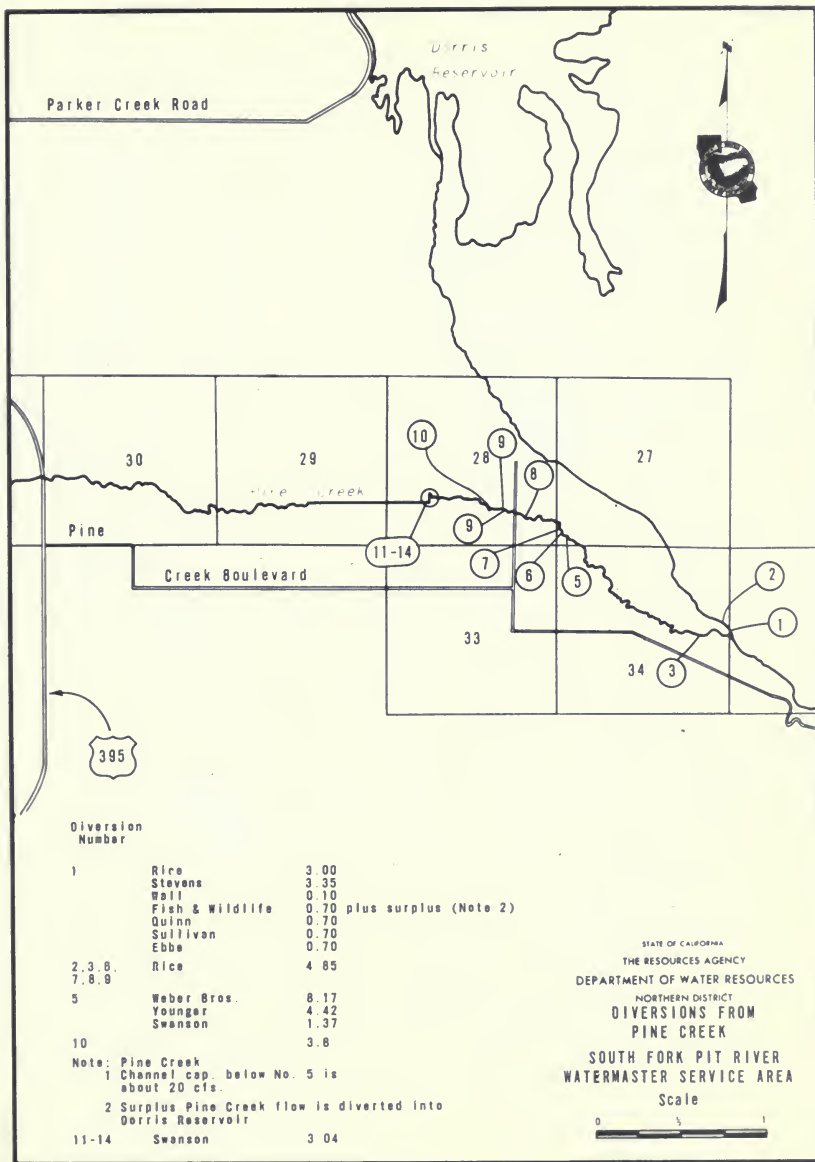 Dorris
Reservoir
Parker Creek Road
30
29
28
27
10
9
8
Pine Creek
9
Pine
11-14
7
6
5
2
Creek Boulevard
1
33
34
3
395
Diversion
Number
1 Rice 3.00
Stevens 3.35
Wall 0.10
Fish & Wildlife 0.70 plus surplus (Note 2)
Quinn 0.70
Sullivan 0.70
Ebbe 0.70
2,3,6, Rice 4 85
7,8,9
5 Weber Bros. 8.17
Younger 4.42
Swanson 1.37
10 3.8
Note: Pine Creek
1 Channel cap. below No. 5 is
about 20 cfs.
2 Surplus Pine Creek flow is diverted into
Dorris Reservoir
11-14 Swanson 3 04
STATE OF CALIFORNIA
THE RESOURCES AGENCY
DEPARTMENT OF WATER RESOURCES
NORTHERN DISTRICT
DIVERSIONS FROM
PINE CREEK
SOUTH FORK PIT RIVER
WATERMASTER SERVICE AREA
Scale
0 ½ 1